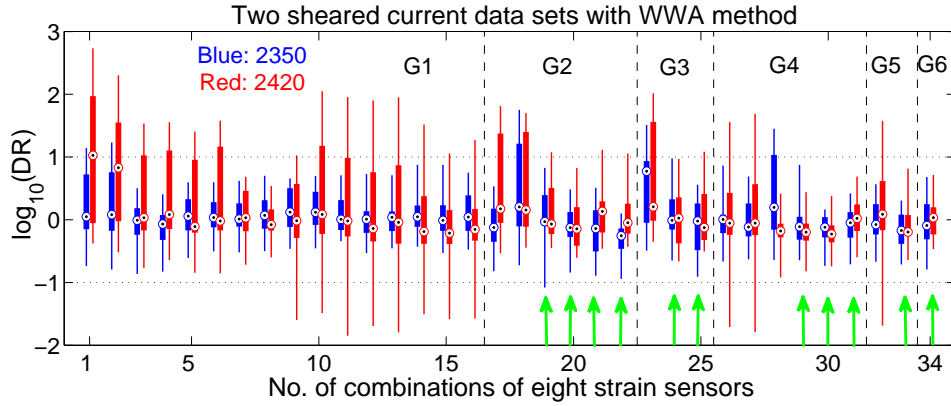 Two sheared current data sets with WWA method
Blue: 2350
Red: 2420
G1
G2
G3
G4
G5
G6
log10(DR)
3
2
1
0
−1
−2
1
5
10
15
20
25
30
34
No. of combinations of eight strain sensors